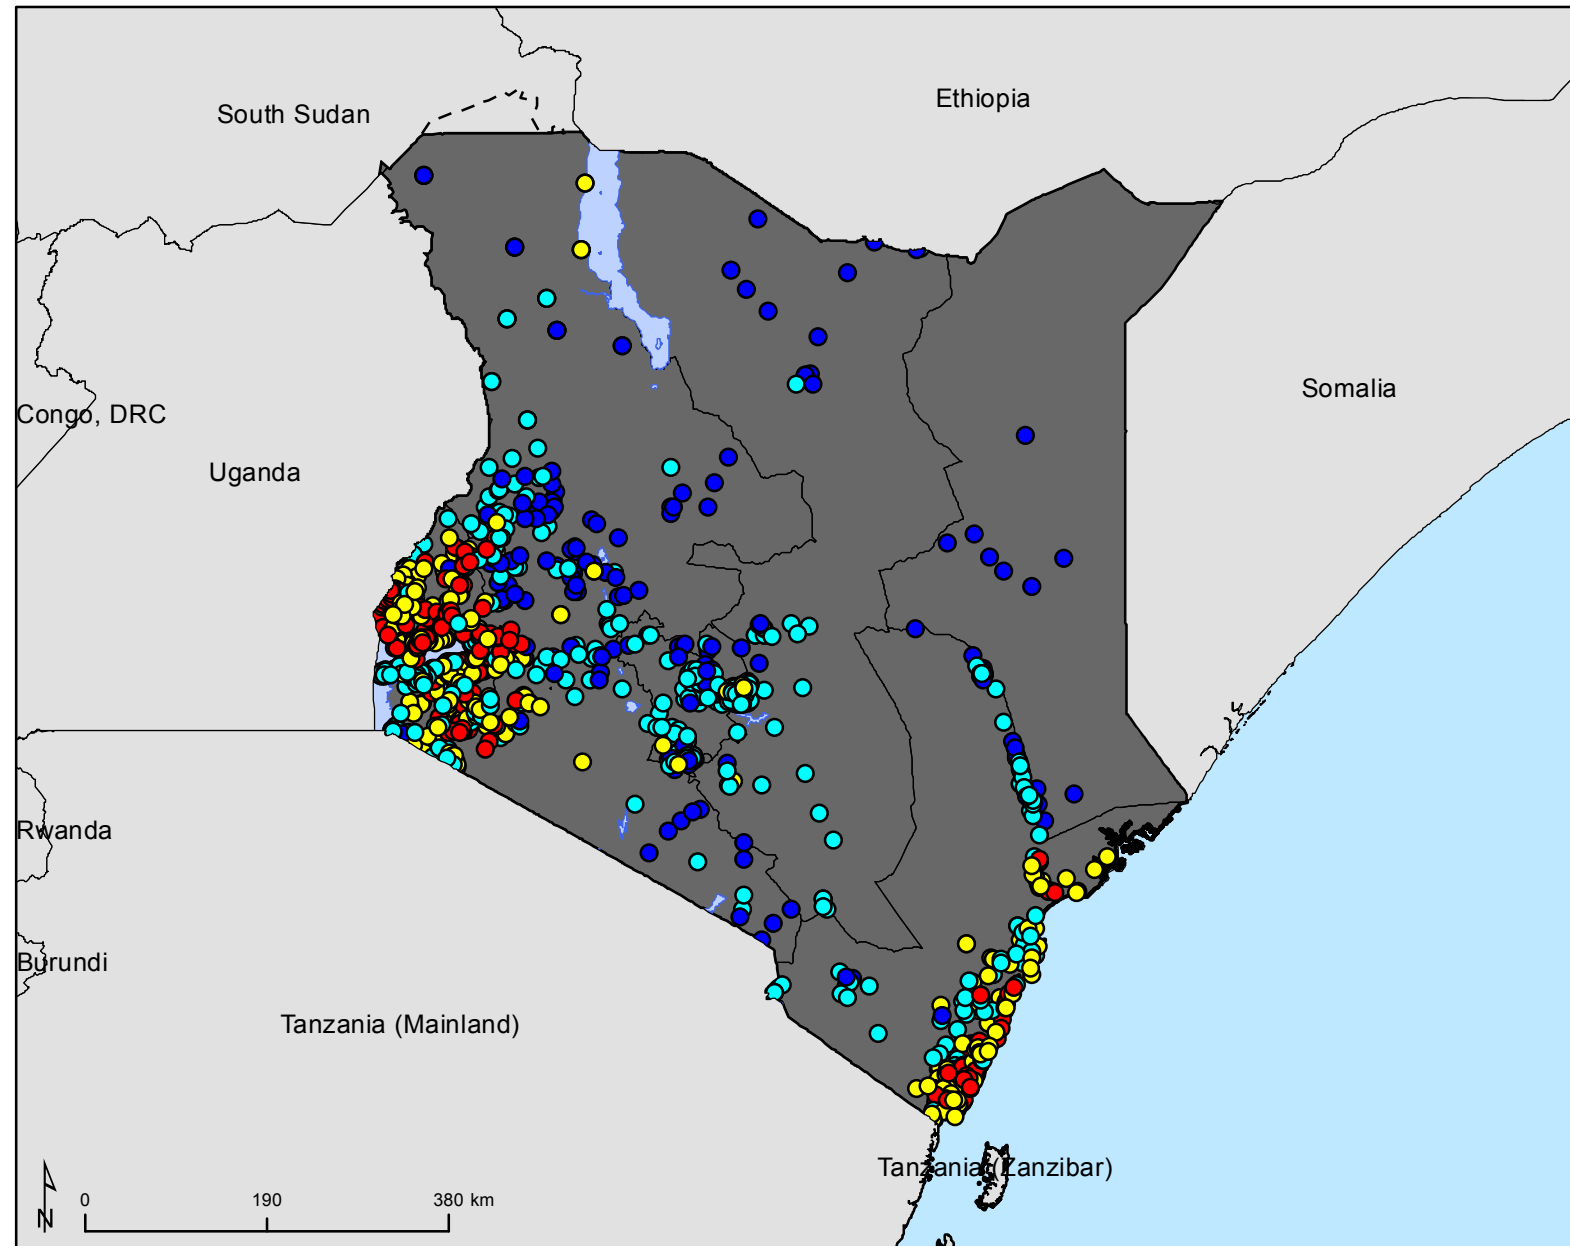 Ethiopia
South Sudan
Somalia
Congo, DRC
Uganda
Rwanda
Burundi
Tanzania (Mainland)
Tanzania (Zanzibar)
0 190 380 km
N